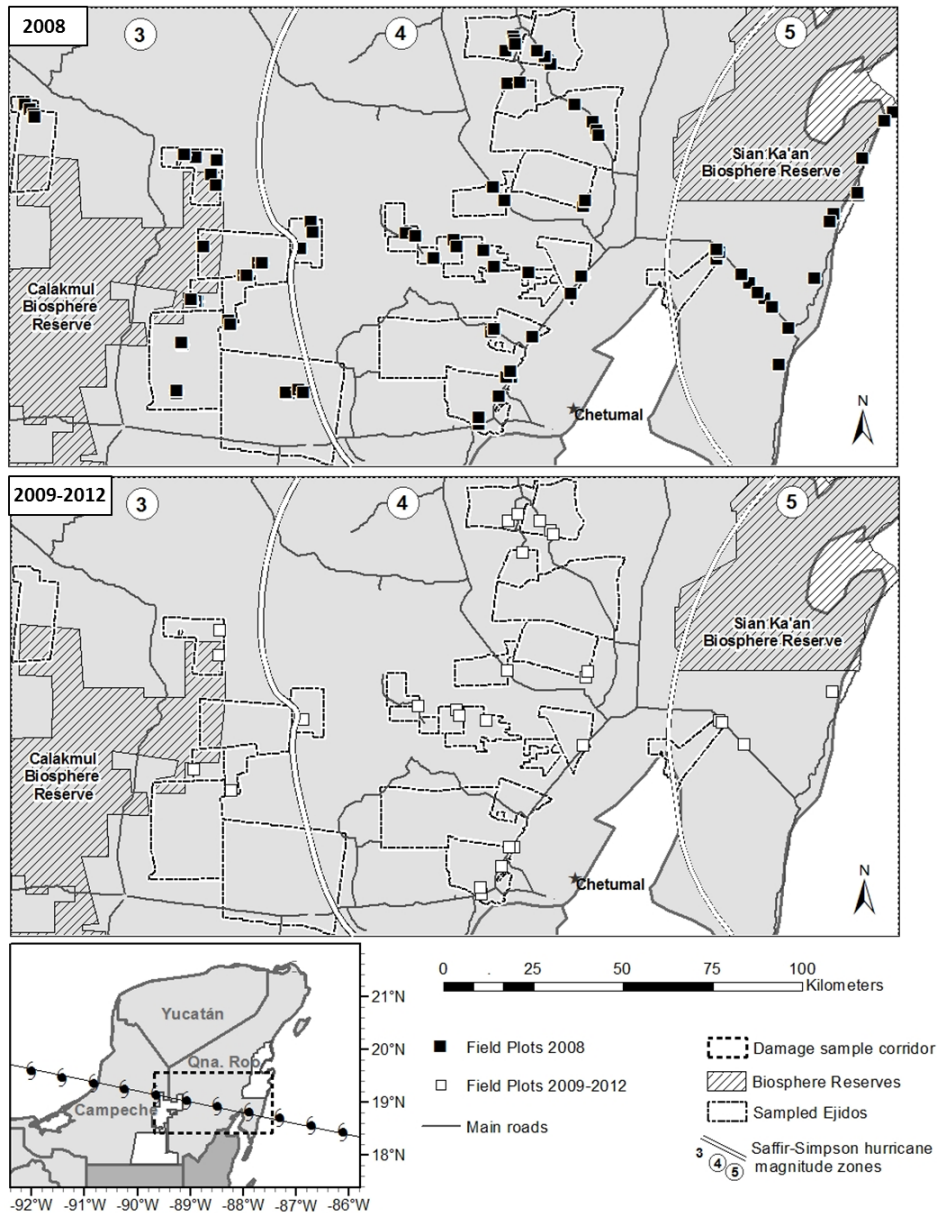 2008
3
4
5
Sian Ka'an
Biosphere Reserve
Calakmul
Biosphere
Reserve
Chetumal
N
2009-2012
3
4
5
Sian Ka'an
Biosphere Reserve
Calakmul
Biosphere
Reserve
Chetumal
N
Yucatán
Qna. Roo
Campeche
21°N
20°N
19°N
18°N
-92°W -91°W -90°W -89°W -88°W -87°W -86°W
0 25 50 75 100
Kilometers
Field Plots 2008
Field Plots 2009-2012
Main roads
Damage sample corridor
Biosphere Reserves
Sampled Ejidos
3 4 5
Saffir-Simpson hurricane
magnitude zones